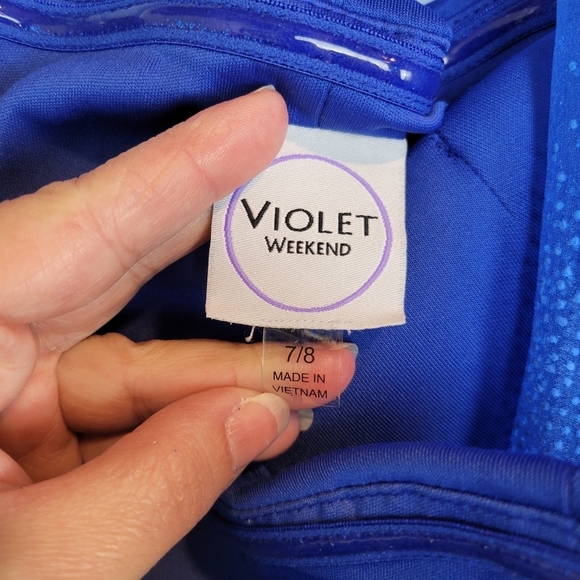 VIOLET
WEEKEND
7/8
MADE IN
VIETNAM